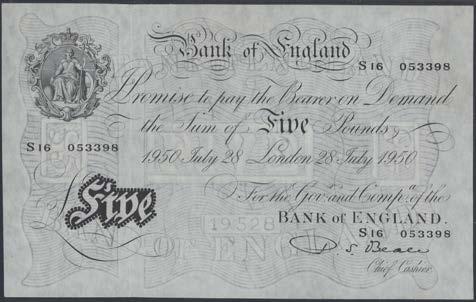 Bank of England
S16 053398
I Promise to pay the Bearer on Demand
the Sum of Five Pounds
S16 053398
1950 July 28 London 28 July 1950
For the Gov.r and Comp.a of the
Five
BANK of ENGLAND.
S16 053398
P. S. Beale
Chief Cashier.